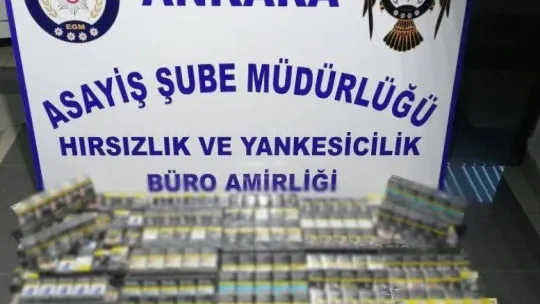 ANKARA
EGM
ASAYİŞ ŞUBE MÜDÜRLÜĞÜ
HIRSIZLIK VE YANKESİCİLİK
BÜRO AMİRLİĞİ